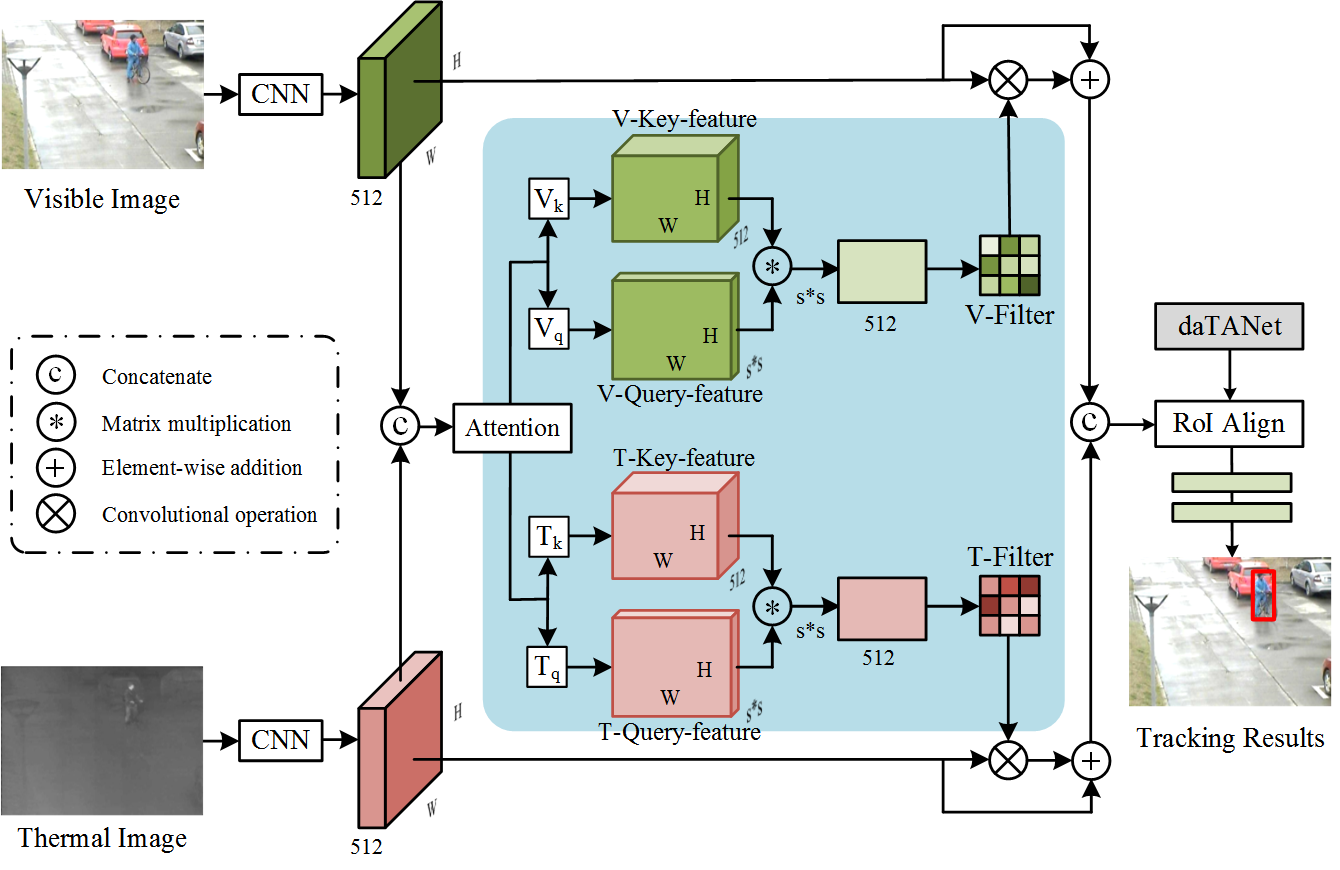 Visible Image
CNN
512
H
W
V-Key-feature
V_k
H
W
512
V_q
H
W
s*s
V-Query-feature
*
s*s
512
V-Filter
+
C
Concatenate
*
Matrix multiplication
+
Element-wise addition
Convolutional operation
C
Attention
daTANet
C
RoI Align
T-Key-feature
T_k
H
W
512
T_q
H
W
s*s
T-Query-feature
*
s*s
512
T-Filter
+
Tracking Results
Thermal Image
CNN
512
H
W